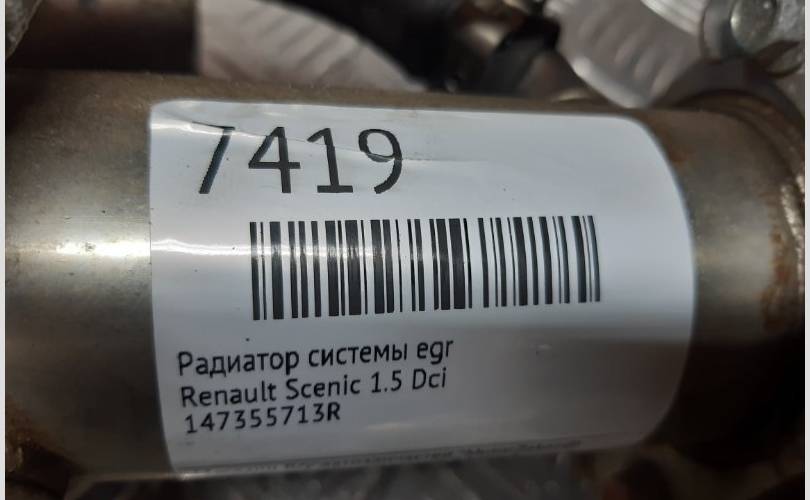 7419
Радиатор системы egr
Renault Scenic 1.5 Dci
147355713R